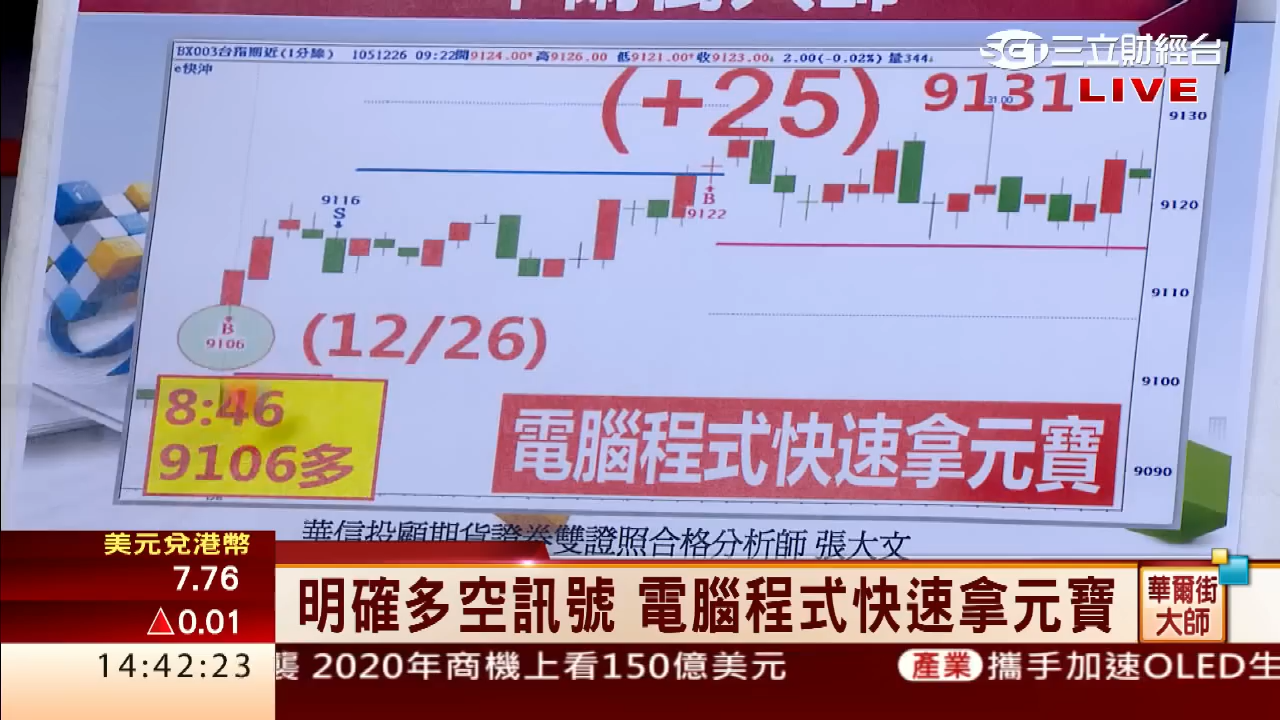 BX003台指期近(1分線) 1051226 09:22開9124.00*高9126.00 低9121.00*收9123.00↓ 2.00(-0.02%) 量344↓
e快沖
三立財經台
LIVE
(+25)
9131
9130
9116
S
9120
B
9122
9110
B
9106
(12/26)
9100
8:46
9106多
電腦程式快速拿元寶
9090
華信投顧期貨證券雙證照合格分析師 張大文
美元兌港幣
7.76
△0.01
明確多空訊號 電腦程式快速拿元寶
華爾街
大師
14:42:23
襲 2020年商機上看150億美元
產業 攜手加速OLED生